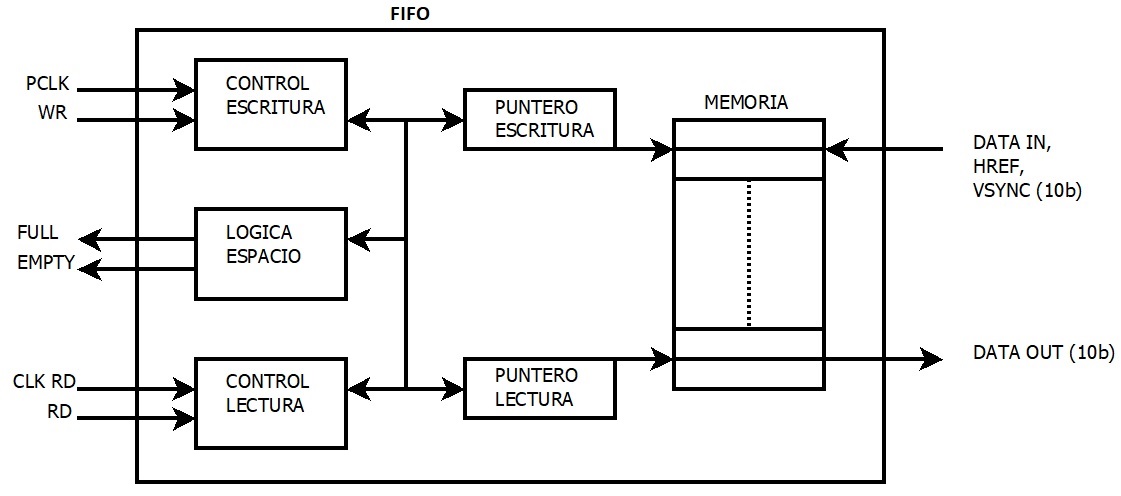 FIFO
PCLK
WR
CONTROL
ESCRITURA
PUNTERO
ESCRITURA
MEMORIA
DATA IN,
HREF,
VSYNC (10b)
FULL
EMPTY
LOGICA
ESPACIO
CLK RD
RD
CONTROL
LECTURA
PUNTERO
LECTURA
DATA OUT (10b)